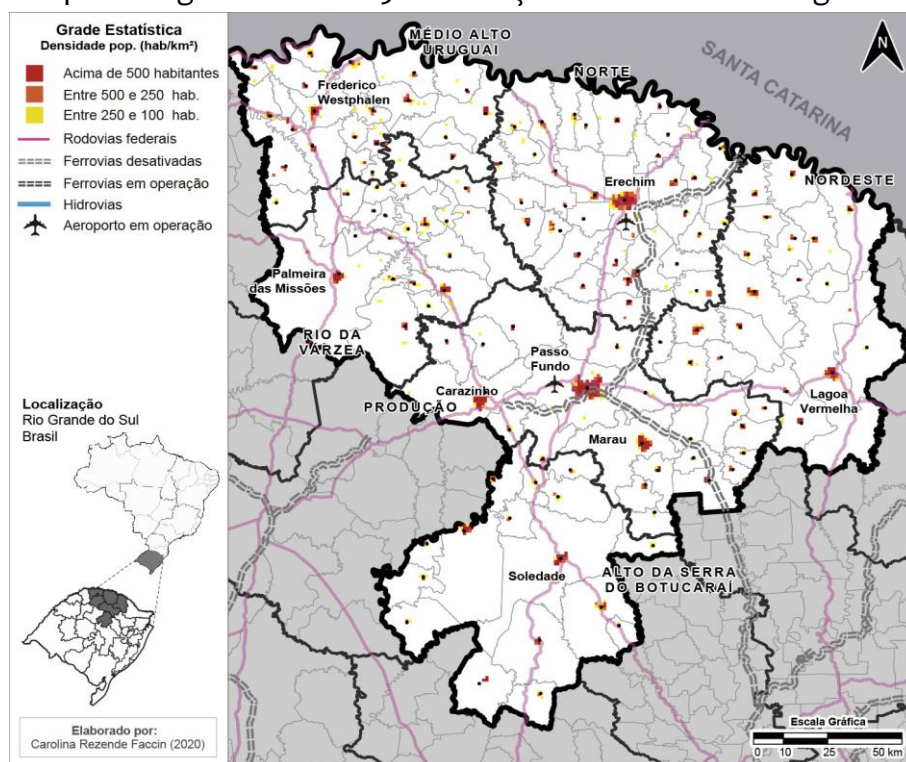 Grade Estatística
Densidade pop. (hab/km²)
Acima de 500 habitantes
Entre 500 e 250 hab.
Entre 250 e 100 hab.
Rodovias federais
Ferrovias desativadas
Ferrovias em operação
Hidrovias
Aeroporto em operação
Localização
Rio Grande do Sul
Brasil
Elaborado por:
Carolina Rezende Faccin (2020)
MÉDIO ALTO
URUGUAI
NORTE
SANTA CATARINA
N
Frederico
Westphalen
Erechim
NORDESTE
Palmeira
das Missões
RIO DA
VÁRZEA
Passo
Fundo
Carazinho
PRODUÇÃO
Lagoa
Vermelha
Marau
Soledade
ALTO DA SERRA
DO BOTUCARAÍ
Escala Gráfica
0 10 25 50 km